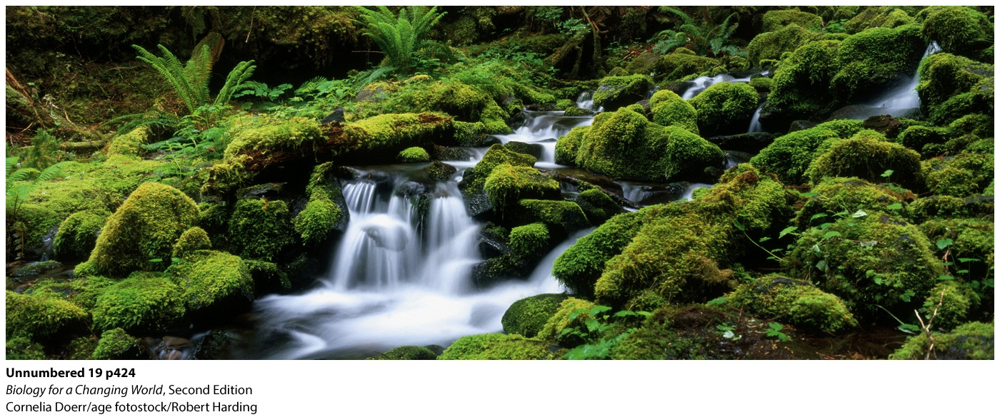 Unnumbered 19 p424
Biology for a Changing World, Second Edition
Cornelia Doerr/age fotostock/Robert Harding